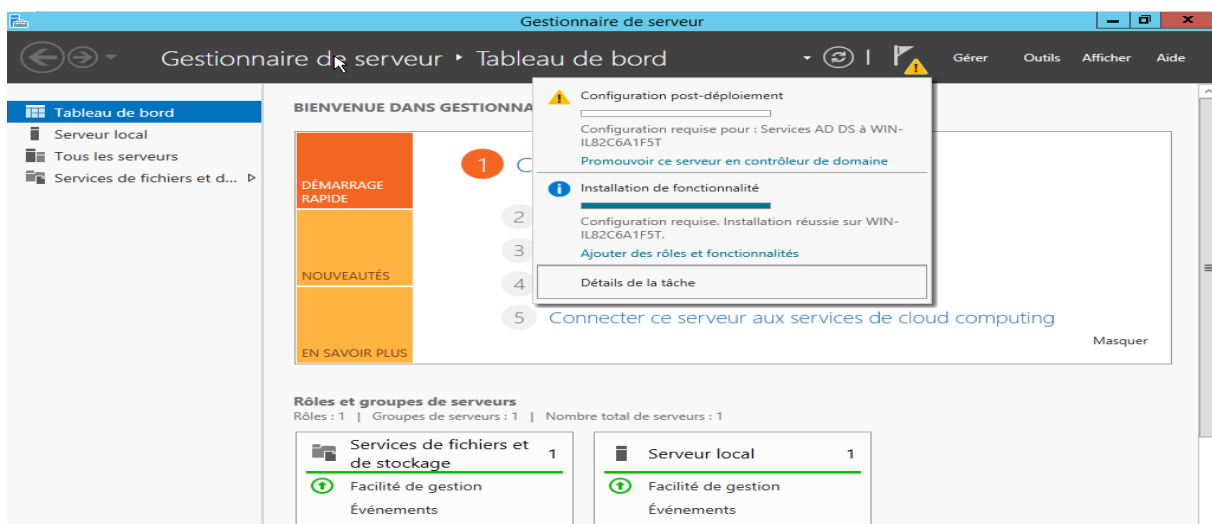 Gestionnaire de serveur
Gestionnaire de serveur ‣ Tableau de bord
Gérer
Outils
Afficher
Aide
Tableau de bord
Serveur local
Tous les serveurs
Services de fichiers et d...
BIENVENUE DANS GESTIONNA
DÉMARRAGE
RAPIDE
NOUVEAUTÉS
EN SAVOIR PLUS
1 C
2
3
4
5 Connecter ce serveur aux services de cloud computing
Masquer
Configuration post-déploiement
Configuration requise pour : Services AD DS à WIN-
IL82C6A1F5T
Promouvoir ce serveur en contrôleur de domaine
Installation de fonctionnalité
Configuration requise. Installation réussie sur WIN-
IL82C6A1F5T.
Ajouter des rôles et fonctionnalités
Détails de la tâche
Rôles et groupes de serveurs
Rôles : 1 | Groupes de serveurs : 1 | Nombre total de serveurs : 1
Services de fichiers et
de stockage
1
Facilité de gestion
Événements
Serveur local 1
Facilité de gestion
Événements